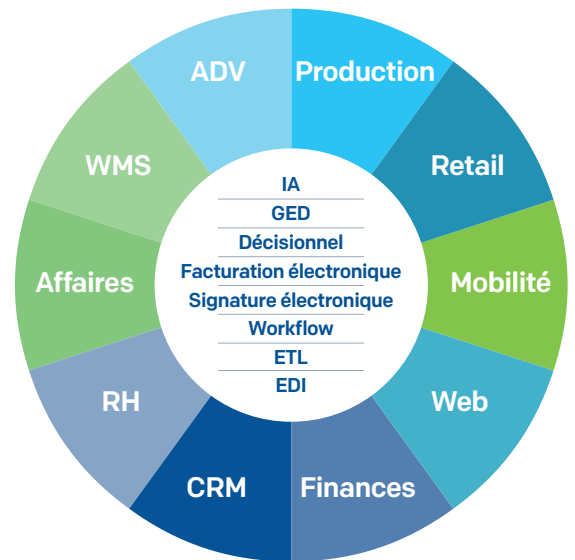 ADV
Production
WMS
Retail
IA
GED
Décisionnel
Affaires
Facturation électronique
Mobilité
Signature électronique
Workflow
ETL
EDI
RH
Web
CRM
Finances